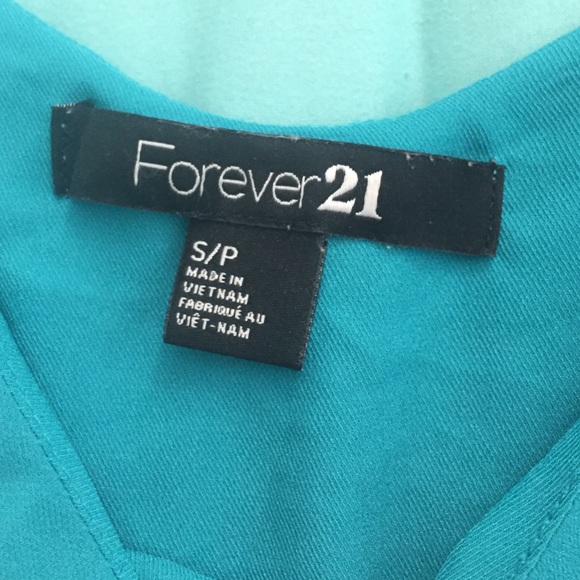 Forever21
S/P
MADE IN
VIETNAM
FABRIQUÉ AU
VIÊT-NAM